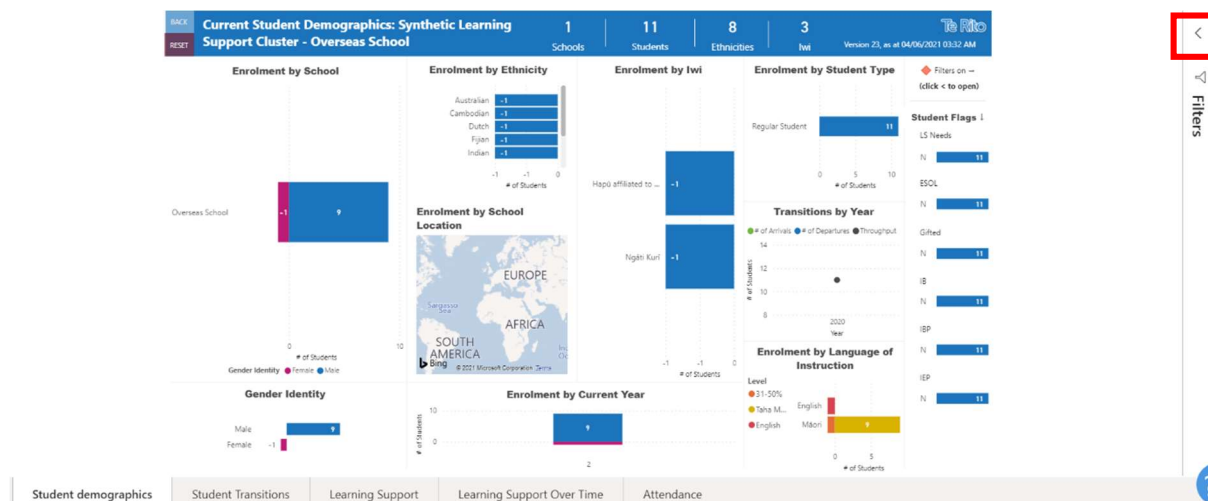 BACK
RESET
Current Student Demographics: Synthetic Learning
Support Cluster - Overseas School
1
Schools
11
Students
8
Ethnicities
3
Iwi
Te Rito
Version 23, as at 04/06/2021 03:32 AM
Enrolment by School
Overseas School
-1
9
0
10
# of Students
Gender Identity Female Male
Enrolment by Ethnicity
Australian -1
Cambodian -1
Dutch -1
Fijian -1
Indian -1
-1 -1 0
# of Students
Enrolment by School
Location
EUROPE
Sargasso
Sea
AFRICA
SOUTH
AMERICA
Bing
© 2021 Microsoft Corporation Terms
Enrolment by Iwi
Hapū affiliated to ... -1
Ngāti Kurī -1
-1 -1 0
# of Students
Enrolment by Student Type
Regular Student 11
0 5 10
# of Students
Transitions by Year
# of Arrivals # of Departures Throughput
# of Students
14
12
10
8
2020
Year
Enrolment by Language of
Instruction
Level
31-50%
Taha M...
English
English
Māori 9
0 5
# of Students
Filters on --
(click < to open)
Student Flags ↓
LS Needs
N 11
ESOL
N 11
Gifted
N 11
IB
N 11
IBP
N 11
IEP
N 11
Gender Identity
Male 9
Female -1
Enrolment by Current Year
# of Students
10
0
9
2
Filters
Student demographics
Student Transitions
Learning Support
Learning Support Over Time
Attendance